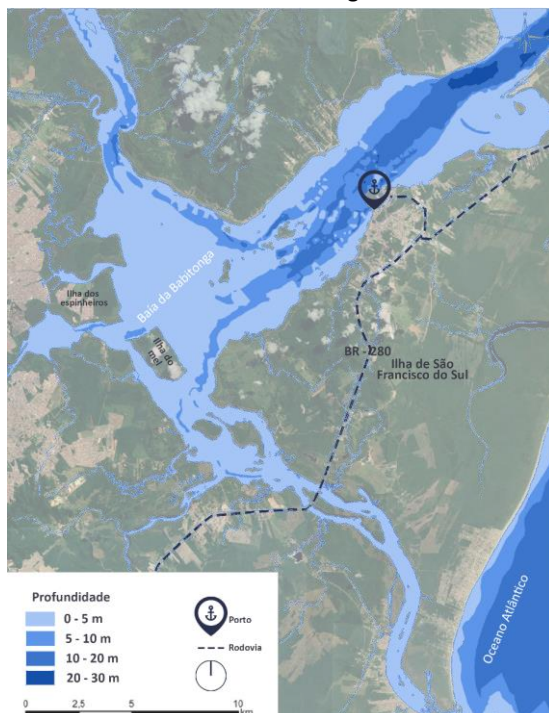 Baía da Babitonga
Ilha dos
espinheiros
Ilha do
mel
BR - 280
Ilha de São
Francisco do Sul
Oceano Atlântico
Profundidade
0 - 5 m
5 - 10 m
10 - 20 m
20 - 30 m
Porto
Rodovia
0 2,5 5 10
km